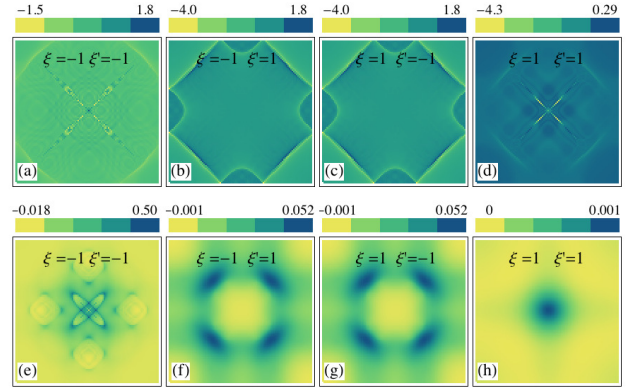 −1.5 1.8 −4.0 1.8 −4.0 1.8 −4.3 0.29
ξ =−1 ξ'=−1 ξ =−1 ξ'=1 ξ =1 ξ'=−1 ξ =1 ξ'=1
(a) (b) (c) (d)
−0.018 0.50 −0.001 0.052 −0.001 0.052 0 0.001
ξ =−1 ξ'=−1 ξ =−1 ξ'=1 ξ =1 ξ'=−1 ξ =1 ξ'=1
(e) (f) (g) (h)